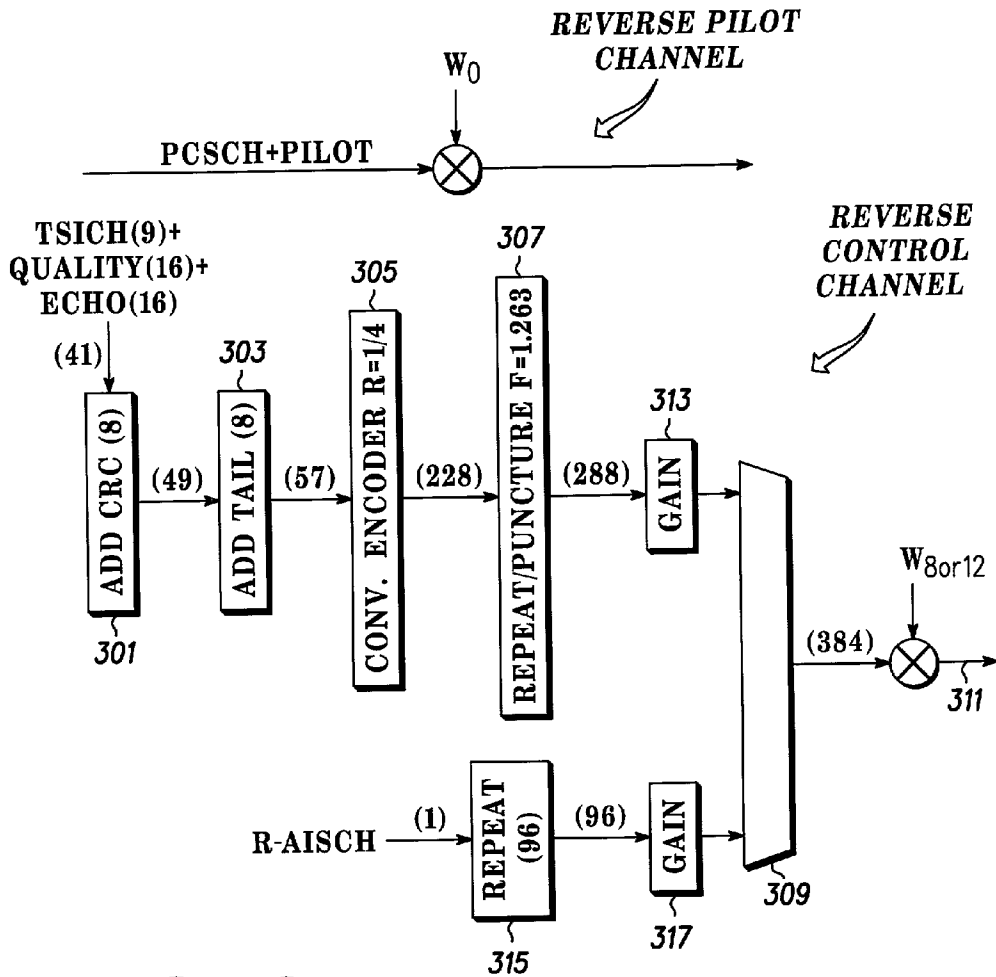 REVERSE PILOT
CHANNEL
W0
PCSCH+PILOT
REVERSE
CONTROL
CHANNEL
TSICH(9)+
QUALITY(16)+
ECHO(16)
(41)
301
ADD CRC (8)
(49)
303
ADD TAIL (8)
(57)
305
CONV. ENCODER R=1/4
(228)
307
REPEAT/PUNCTURE F=1.263
(288)
313
GAIN
R-AISCH
(1)
REPEAT
(96)
315
(96)
GAIN
317
309
(384)
W8or12
311